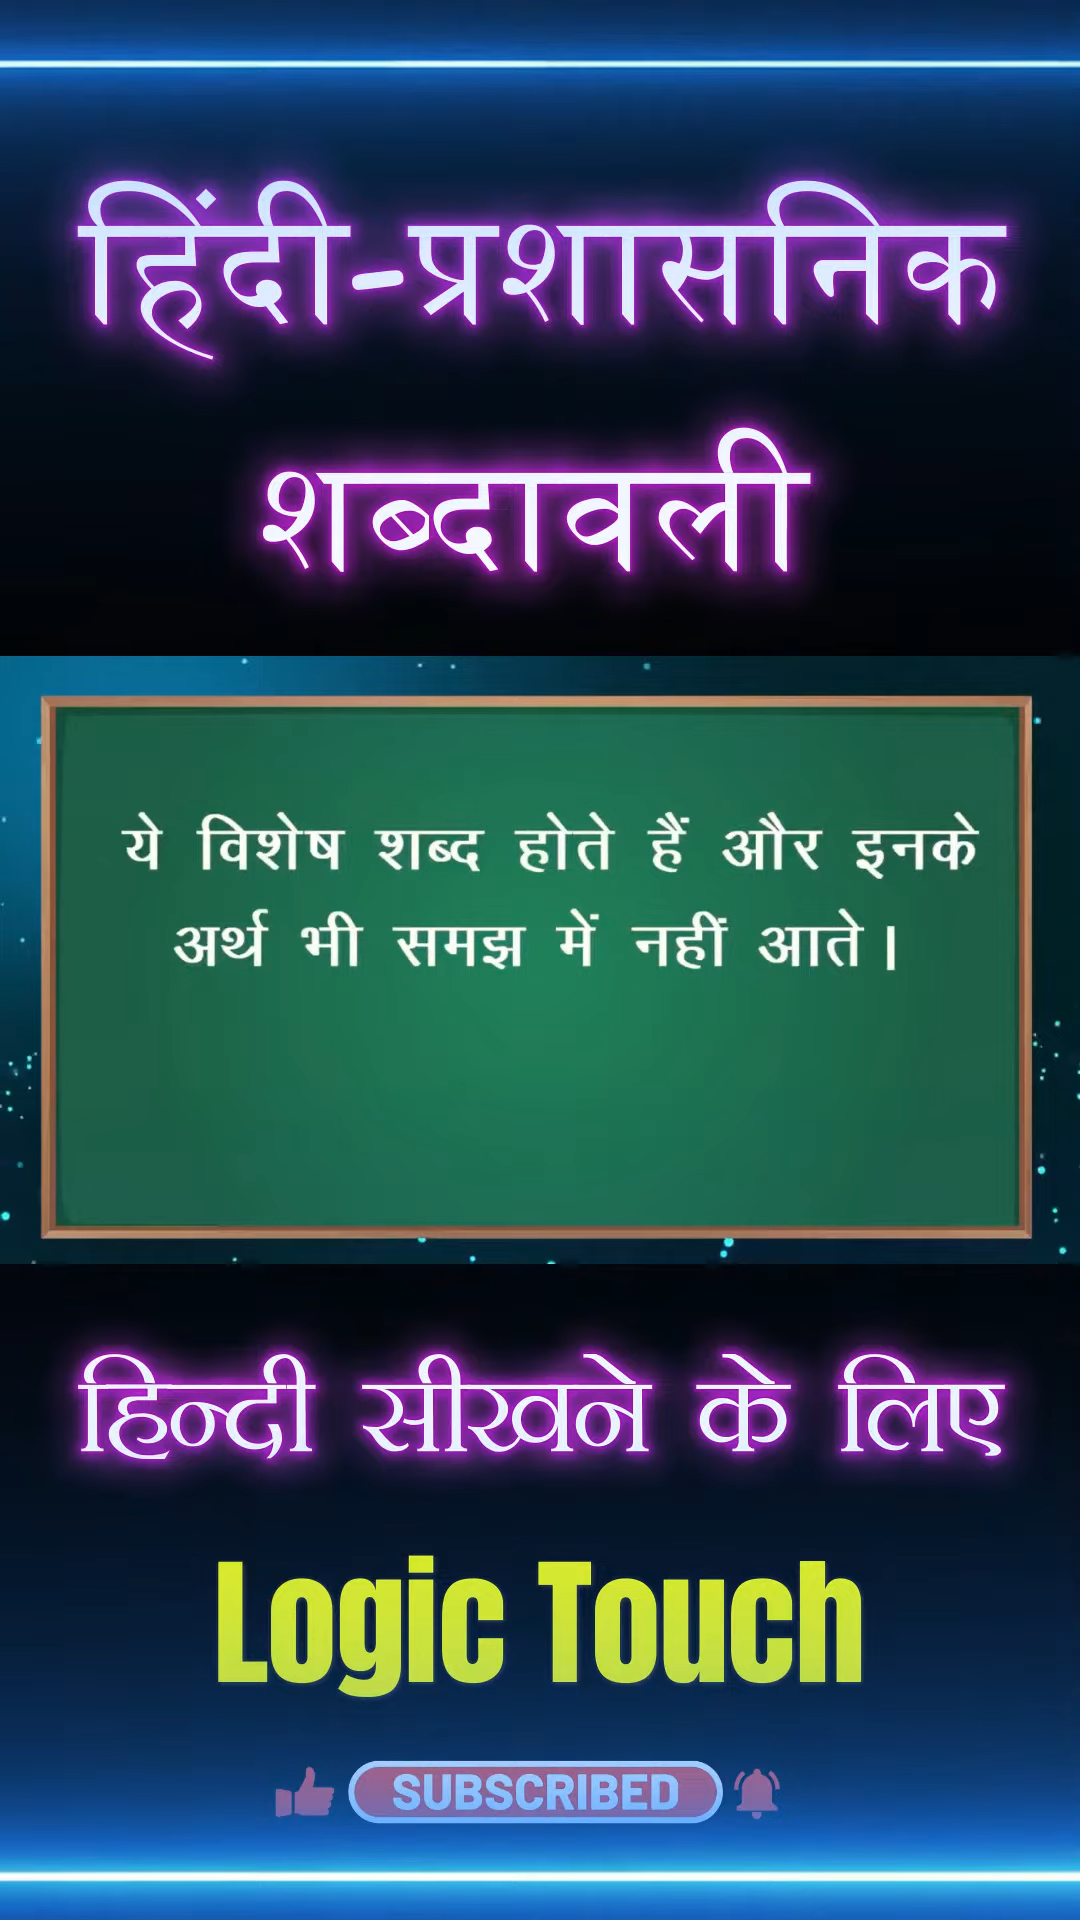 हिंदी-प्रशासनिक
शब्दावली
ये विशेष शब्द होते हैं और इनके
अर्थ भी समझ में नहीं आते।
हिन्दी सीखने के लिए
Logic Touch
SUBSCRIBED